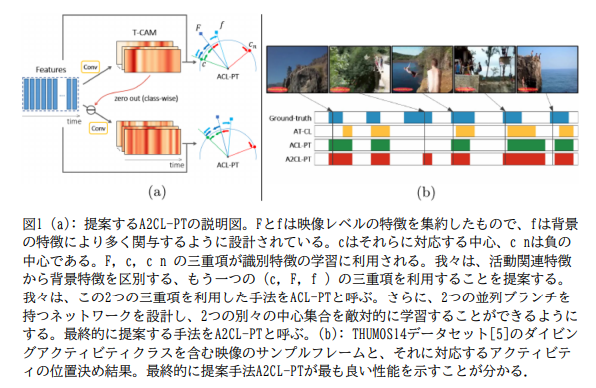 T-CAM
F
f
c n
c
ACL-PT
Features
Conv
zero out (class-wise)
time
Conv
time
ACL-PT
(a)
Ground-truth
AT-CL
ACL-PT
A2CL-PT
(b)
図1 (a): 提案するA2CL-PTの説明図。Fとfは映像レベルの特徴を集約したもので、fは背景
の特徴により多く関与するように設計されている。cはそれらに対応する中心、c nは負の
中心である。F, c, c n の三重項が識別特徴の学習に利用される。我々は、活動関連特徴
から背景特徴を区別する、もう一つの (c, F, f ) の三重項を利用することを提案する。
我々は、この2つの三重項を利用した手法をACL-PTと呼ぶ。さらに、2つの並列ブランチを
持つネットワークを設計し、2つの別々の中心集合を敵対的に学習することができるように
する。最終的に提案する手法をA2CL-PTと呼ぶ。(b): THUMOS14データセット[5]のダイビン
グアクティビティクラスを含む映像のサンプルフレームと、それに対応するアクティビテ
ィの位置決め結果。最終的に提案手法A2CL-PTが最も良い性能を示すことが分かる.